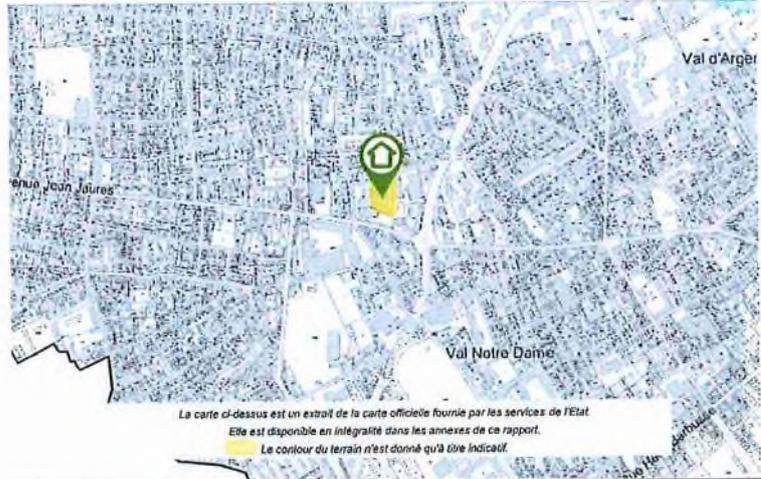 Val d'Argen
enue Jean Jaures
Val Notre Dame
La carte ci-dessus est un extrait de la carte officielle fournie par les services de l'Etat
Elle est disponible en intégralité dans les annexes de ce rapport.
Le contour du terrain n'est donné qu'à titre indicatif.